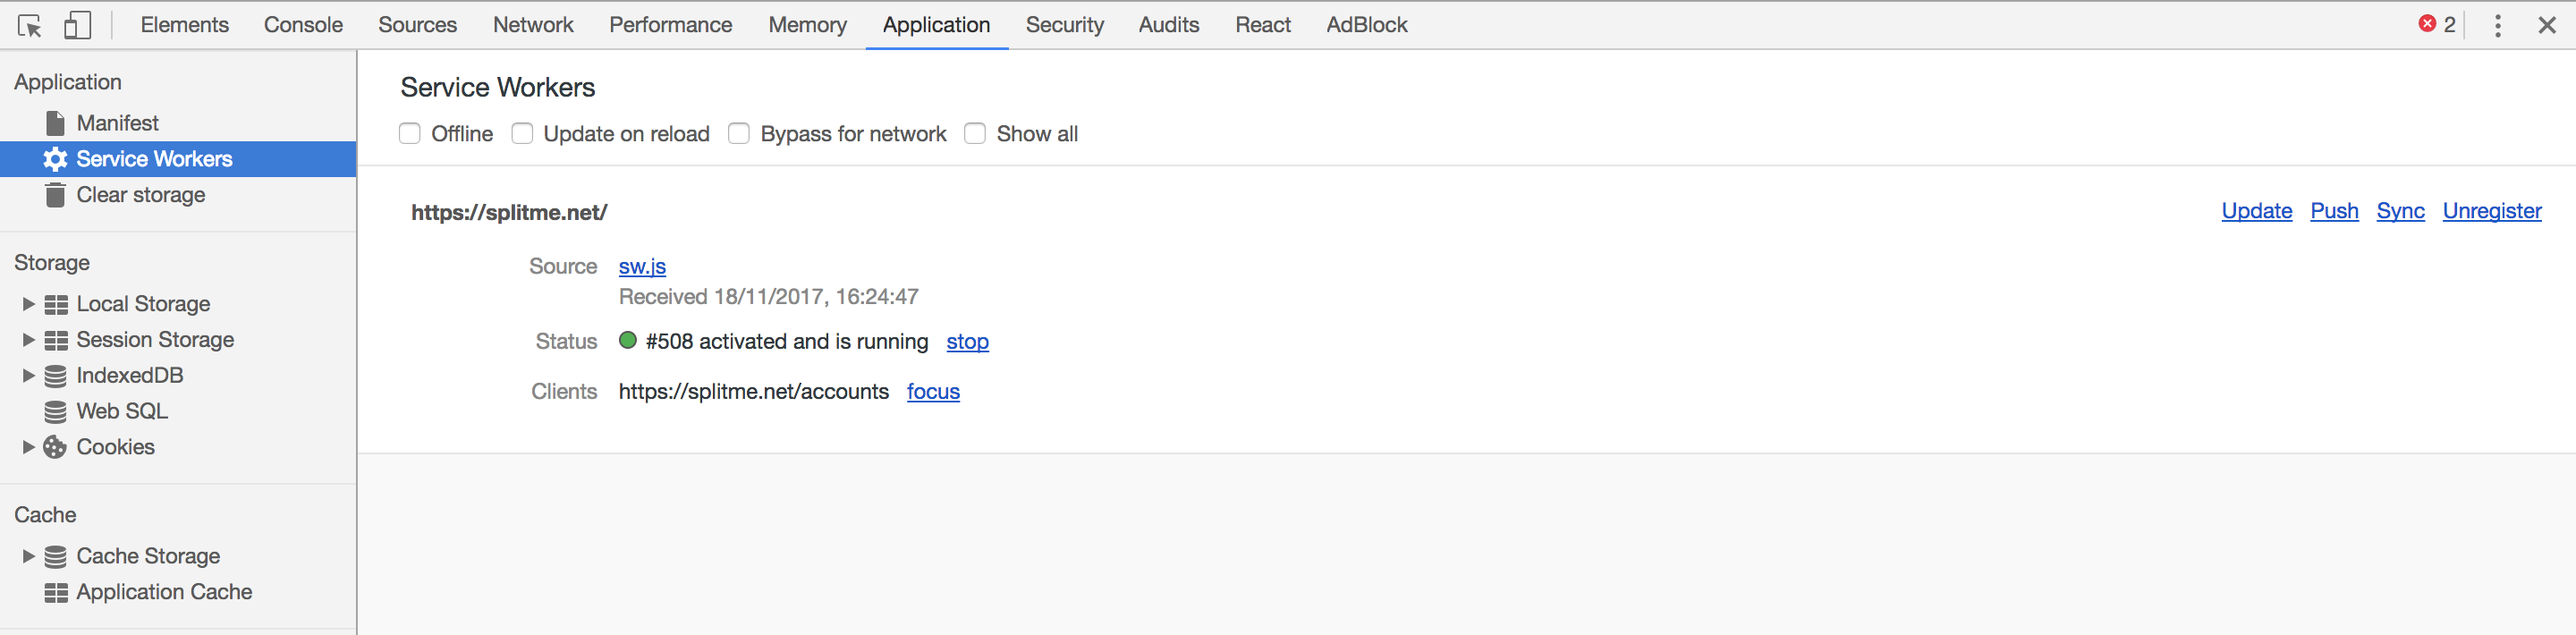 Elements Console Sources Network Performance Memory Application Security Audits React AdBlock 2
Application
Manifest
Service Workers
Clear storage
Storage
Local Storage
Session Storage
IndexedDB
Web SQL
Cookies
Cache
Cache Storage
Application Cache
Service Workers
Offline Update on reload Bypass for network Show all
https://splitme.net/ Update Push Sync Unregister
Source sw.js
Received 18/11/2017, 16:24:47
Status #508 activated and is running stop
Clients https://splitme.net/accounts focus